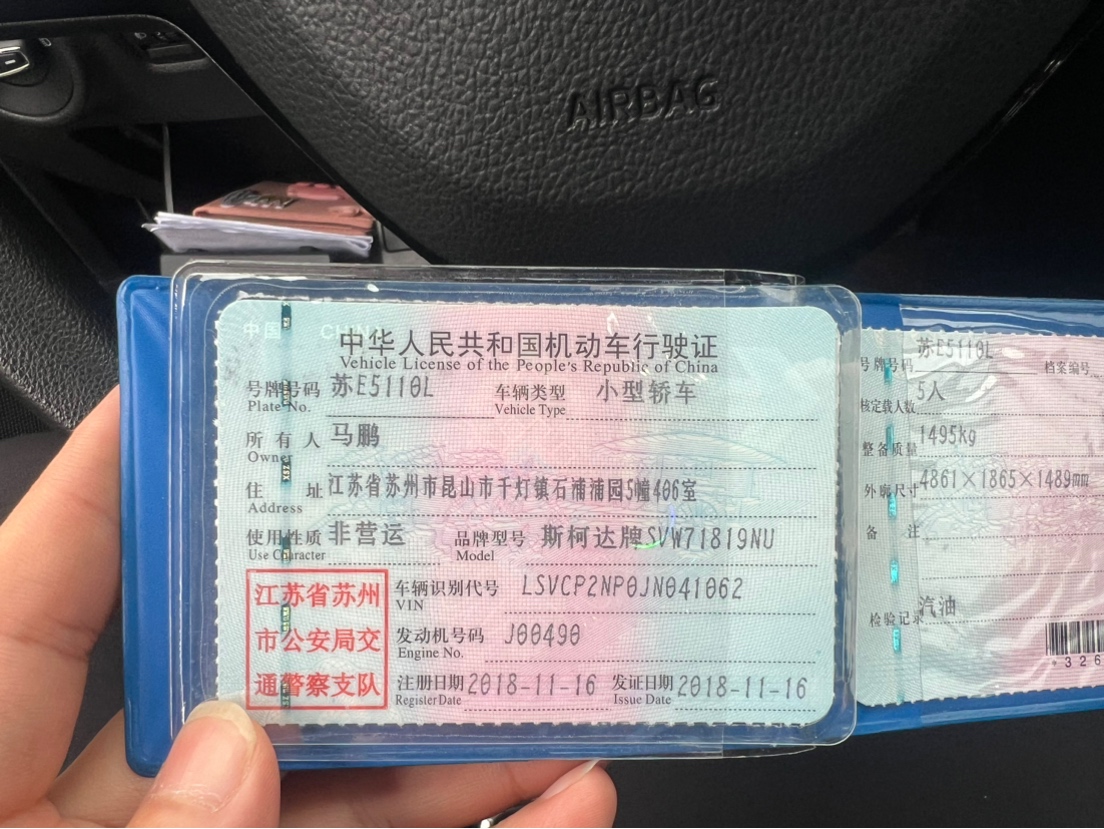 AIRBAG
中国 CHINA
中华人民共和国机动车行驶证
Vehicle License of the People's Republic of China
号牌号码 苏E5110L 车辆类型 小型轿车
Plate No. Vehicle Type
所有人 马鹏
Owner
住址 江苏省苏州市昆山市千灯镇石浦浦园5幢406室
Address
使用性质 非营运 品牌型号 斯柯达牌SVW71819NU
Use Character Model
江苏省苏州
市公安局交
通警察支队
车辆识别代号 LSVCP2NP0JN041062
VIN
发动机号码 J00490
Engine No.
注册日期 2018-11-16 发证日期 2018-11-16
Register Date Issue Date
号牌号码 苏E5110L 档案编号
核定载人数 5人
整备质量 1495kg
外廓尺寸 4861×1865×1489mm
备注
检验记录 汽油
*326